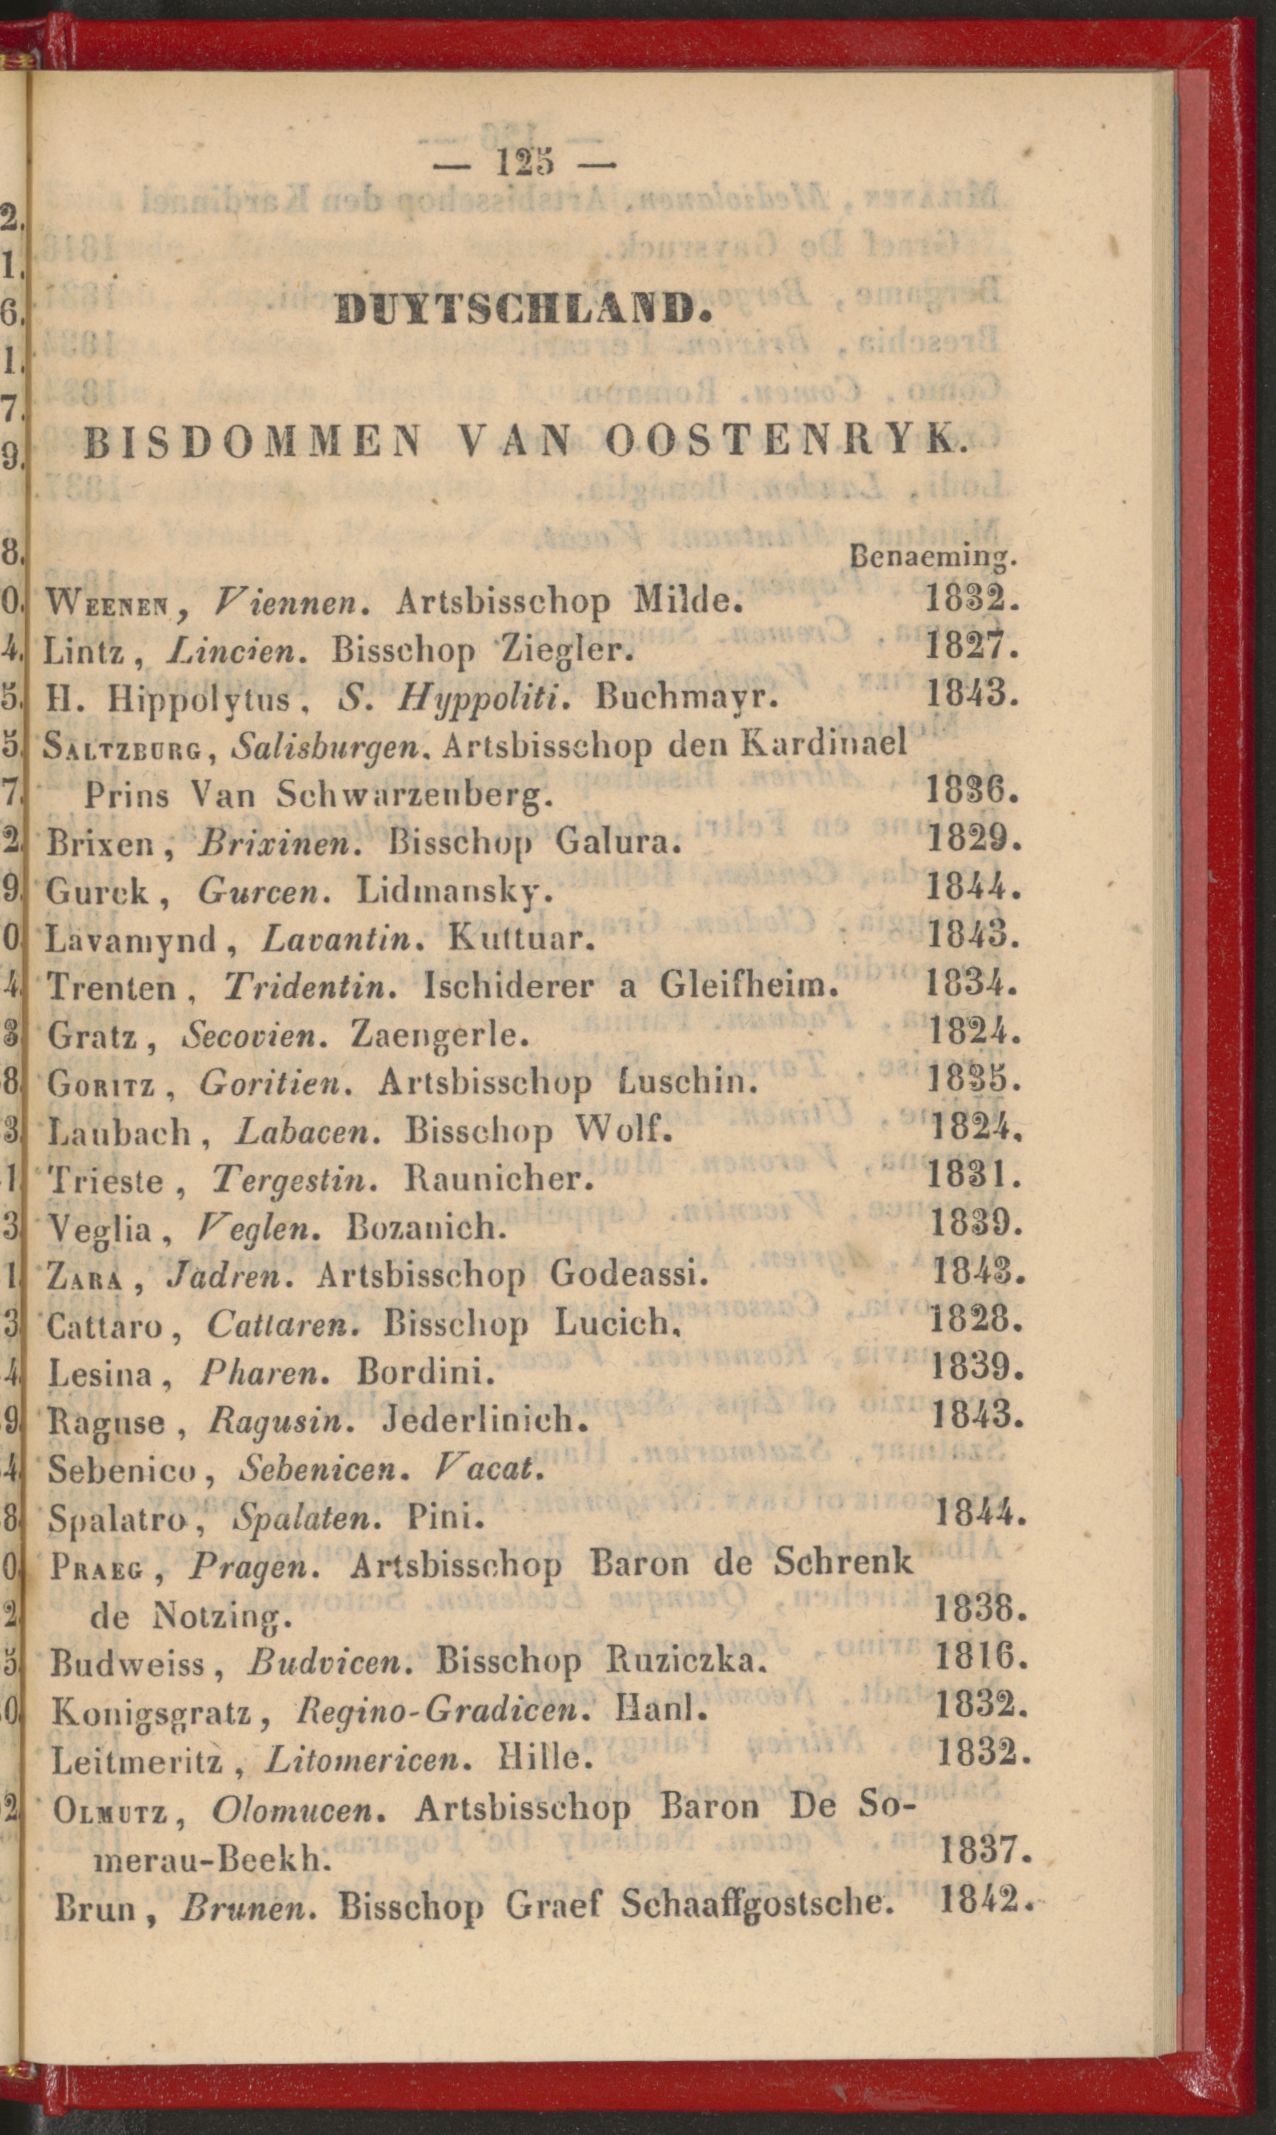 — 125 —
DUYTSCHLAND.
BISDOMMEN VAN OOSTENRYK.
Benaeming.
WEENEN, Viennen. Artsbisschop Milde. 1832.
Lintz, Lincien. Bisschop Ziegler. 1827.
H. Hippolytus, S. Hyppoliti. Buchmayr. 1843.
SALTZBURG, Salisburgen. Artsbisschop den Kardinael
Prins Van Schwarzenberg. 1836.
Brixen, Brixinen. Bisschop Galura. 1829.
Gurck, Gurcen. Lidmansky. 1844.
Lavamynd, Lavantin. Kuttuar. 1843.
Trenten, Tridentin. Ischiderer a Gleifheim. 1834.
Gratz, Secovien. Zaengerle. 1824.
GORITZ, Goritien. Artsbisschop Luschin. 1835.
Laubach, Labacen. Bisschop Wolf. 1824.
Trieste, Tergestin. Raunicher. 1831.
Veglia, Veglen. Bozanich. 1839.
ZARA, Jadren. Artsbisschop Godeassi. 1843.
Cattaro, Cattaren. Bisschop Lucich. 1828.
Lesina, Pharen. Bordini. 1839.
Raguse, Ragusin. Jederlinich. 1843.
Sebenico, Sebenicen. Vacat.
Spalatro, Spalaten. Pini. 1844.
PRAEG, Pragen. Artsbisschop Baron de Schrenk
de Notzing. 1838.
Budweiss, Budvicen. Bisschop Ruziczka. 1816.
Konigsgratz, Regino-Gradicen. Hanl. 1832.
Leitmeritz, Litomericen. Hille. 1832.
OLMUTZ, Olomucen. Artsbisschop Baron De So-
merau-Beekh. 1837.
Brun, Brunen. Bisschop Graef Schaaffgostsche. 1842.